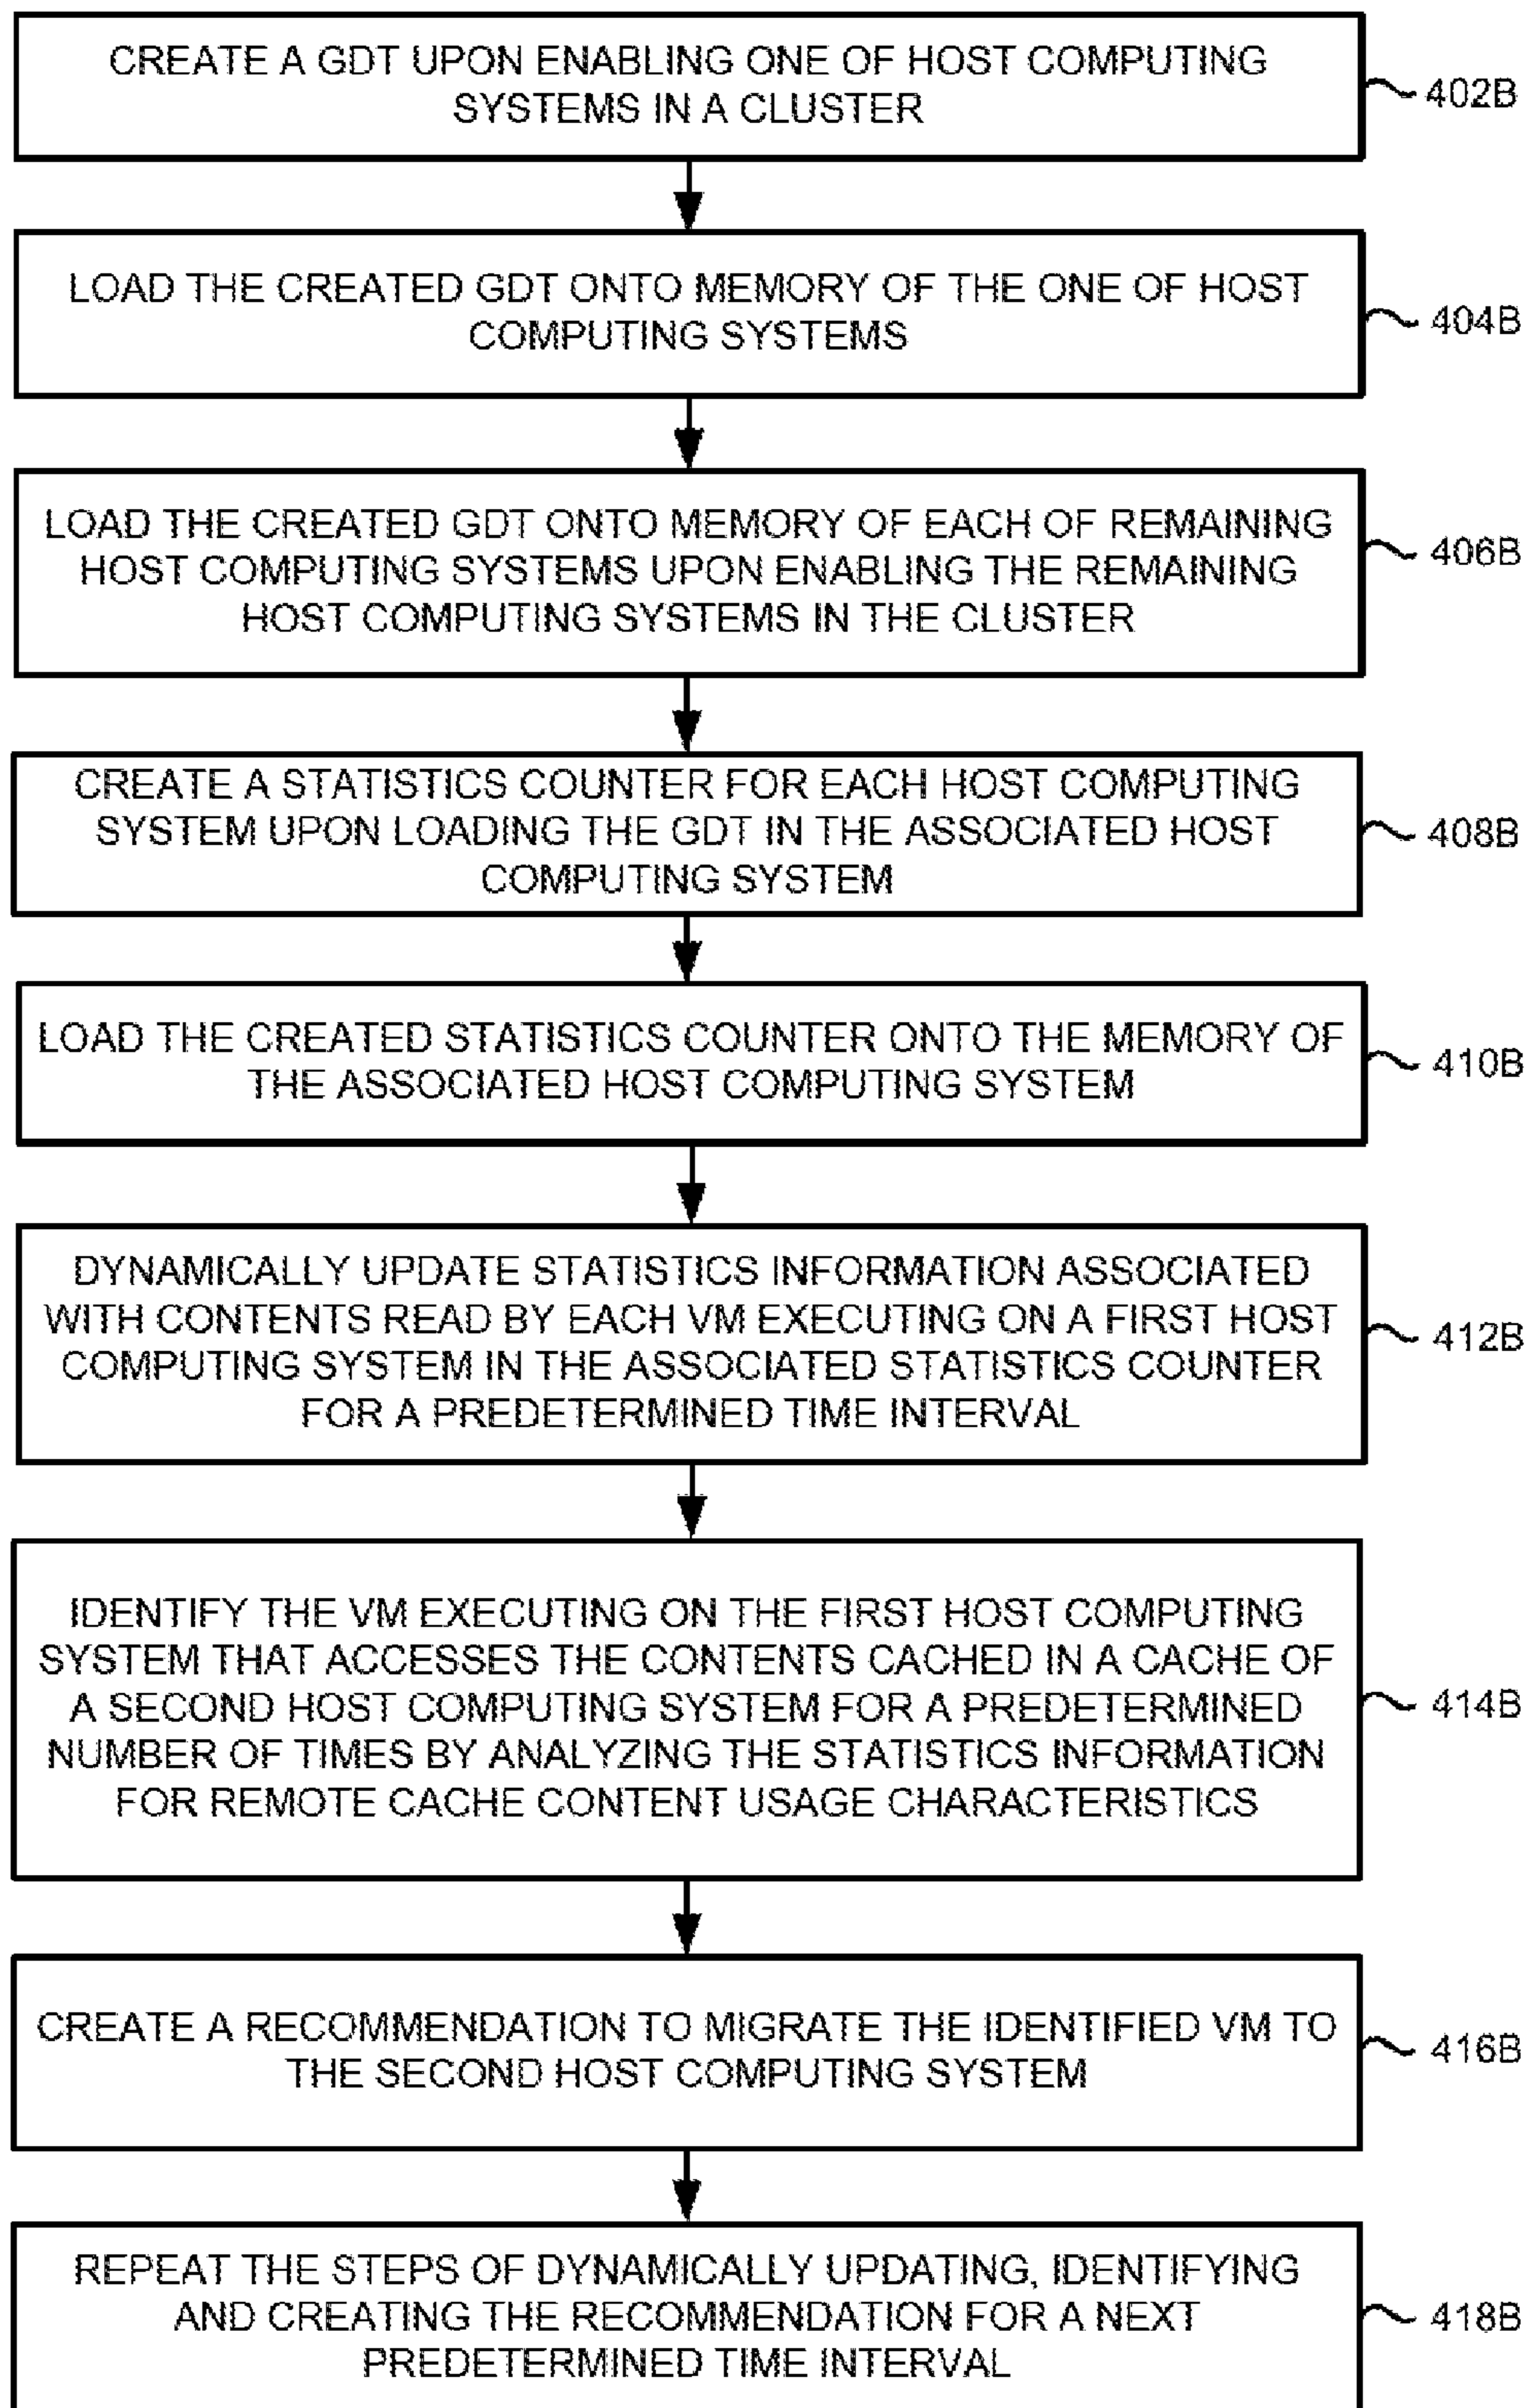 CREATE A GDT UPON ENABLING ONE OF HOST COMPUTING
SYSTEMS IN A CLUSTER
402B
LOAD THE CREATED GDT ONTO MEMORY OF THE ONE OF HOST
COMPUTING SYSTEMS
404B
LOAD THE CREATED GDT ONTO MEMORY OF EACH OF REMAINING
HOST COMPUTING SYSTEMS UPON ENABLING THE REMAINING
HOST COMPUTING SYSTEMS IN THE CLUSTER
406B
CREATE A STATISTICS COUNTER FOR EACH HOST COMPUTING
SYSTEM UPON LOADING THE GDT IN THE ASSOCIATED HOST
COMPUTING SYSTEM
408B
LOAD THE CREATED STATISTICS COUNTER ONTO THE MEMORY OF
THE ASSOCIATED HOST COMPUTING SYSTEM
410B
DYNAMICALLY UPDATE STATISTICS INFORMATION ASSOCIATED
WITH CONTENTS READ BY EACH VM EXECUTING ON A FIRST HOST
COMPUTING SYSTEM IN THE ASSOCIATED STATISTICS COUNTER
FOR A PREDETERMINED TIME INTERVAL
412B
IDENTIFY THE VM EXECUTING ON THE FIRST HOST COMPUTING
SYSTEM THAT ACCESSES THE CONTENTS CACHED IN A CACHE OF
A SECOND HOST COMPUTING SYSTEM FOR A PREDETERMINED
NUMBER OF TIMES BY ANALYZING THE STATISTICS INFORMATION
FOR REMOTE CACHE CONTENT USAGE CHARACTERISTICS
414B
CREATE A RECOMMENDATION TO MIGRATE THE IDENTIFIED VM TO
THE SECOND HOST COMPUTING SYSTEM
416B
REPEAT THE STEPS OF DYNAMICALLY UPDATING, IDENTIFYING
AND CREATING THE RECOMMENDATION FOR A NEXT
PREDETERMINED TIME INTERVAL
418B